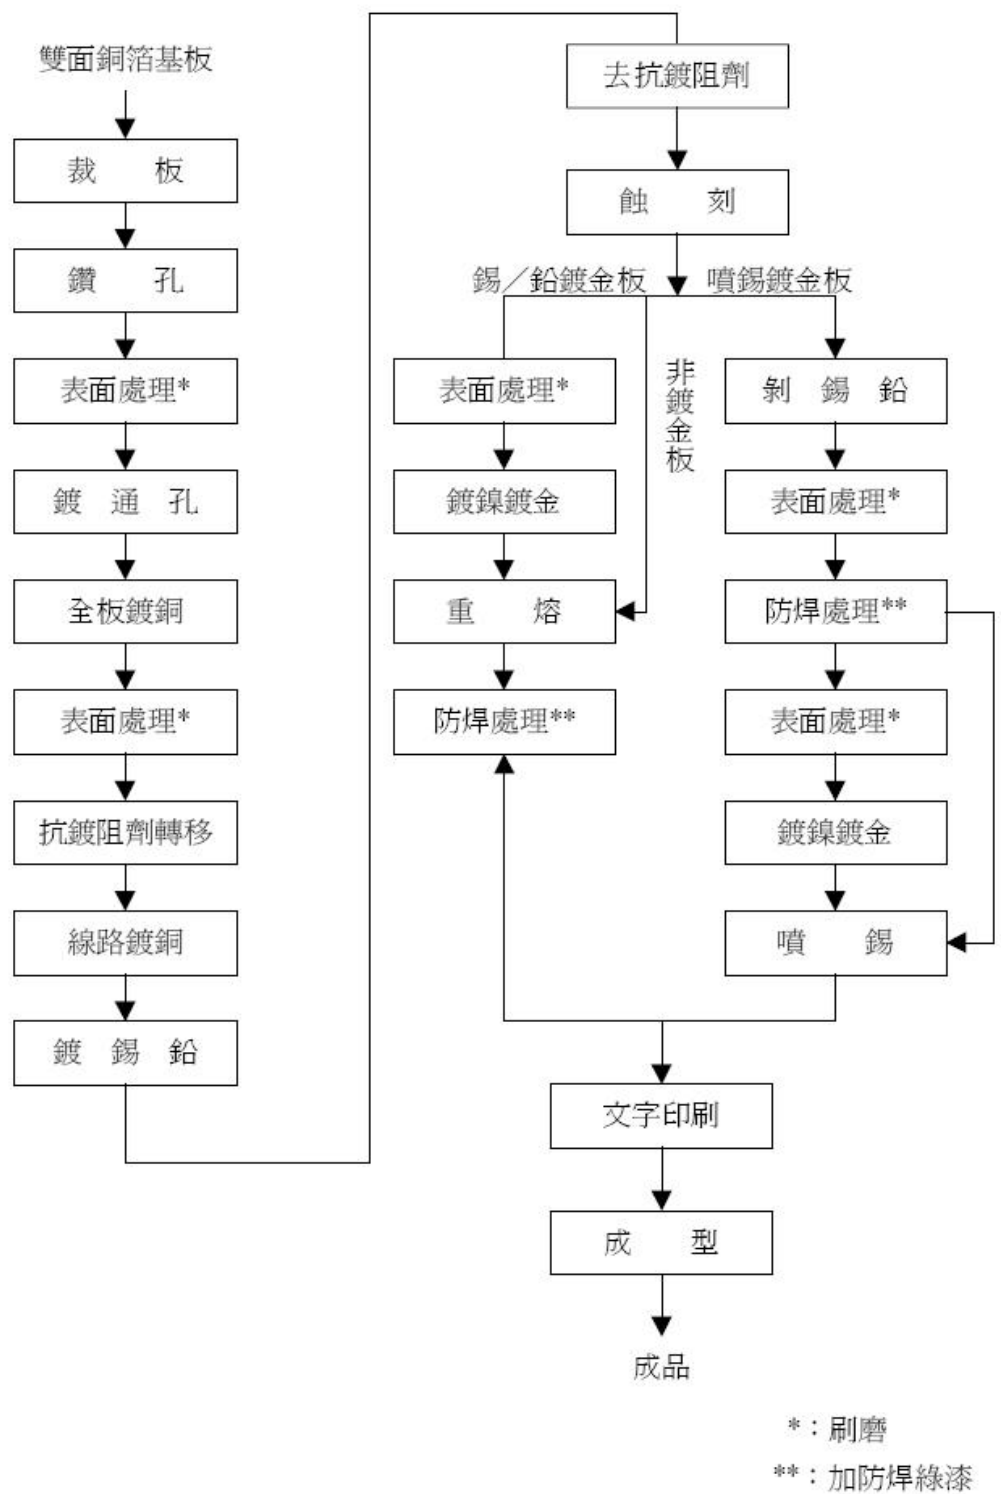 雙面銅箔基板
裁　板
鑽　孔
表面處理*
鍍　通　孔
全板鍍銅
表面處理*
抗鍍阻劑轉移
線路鍍銅
鍍　錫　鉛
去抗鍍阻劑
蝕　刻
錫／鉛鍍金板
噴錫鍍金板
非鍍金板
表面處理*
鍍鎳鍍金
重　熔
防焊處理**
剝　錫　鉛
表面處理*
防焊處理**
表面處理*
鍍鎳鍍金
噴　錫
文字印刷
成　型
成品
*：刷磨
**：加防焊綠漆